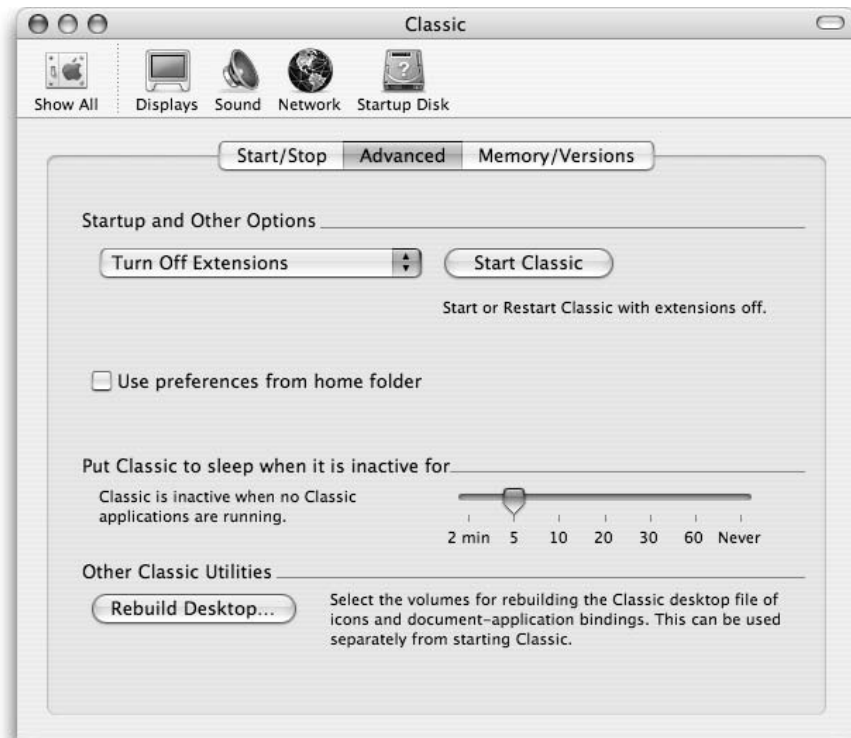 Classic
Show All
Displays
Sound
Network
Startup Disk
Start/Stop
Advanced
Memory/Versions
Startup and Other Options
Turn Off Extensions
Start Classic
Start or Restart Classic with extensions off.
Use preferences from home folder
Put Classic to sleep when it is inactive for
Classic is inactive when no Classic
applications are running.
2 min 5 10 20 30 60 Never
Other Classic Utilities
Rebuild Desktop...
Select the volumes for rebuilding the Classic desktop file of
icons and document-application bindings. This can be used
separately from starting Classic.